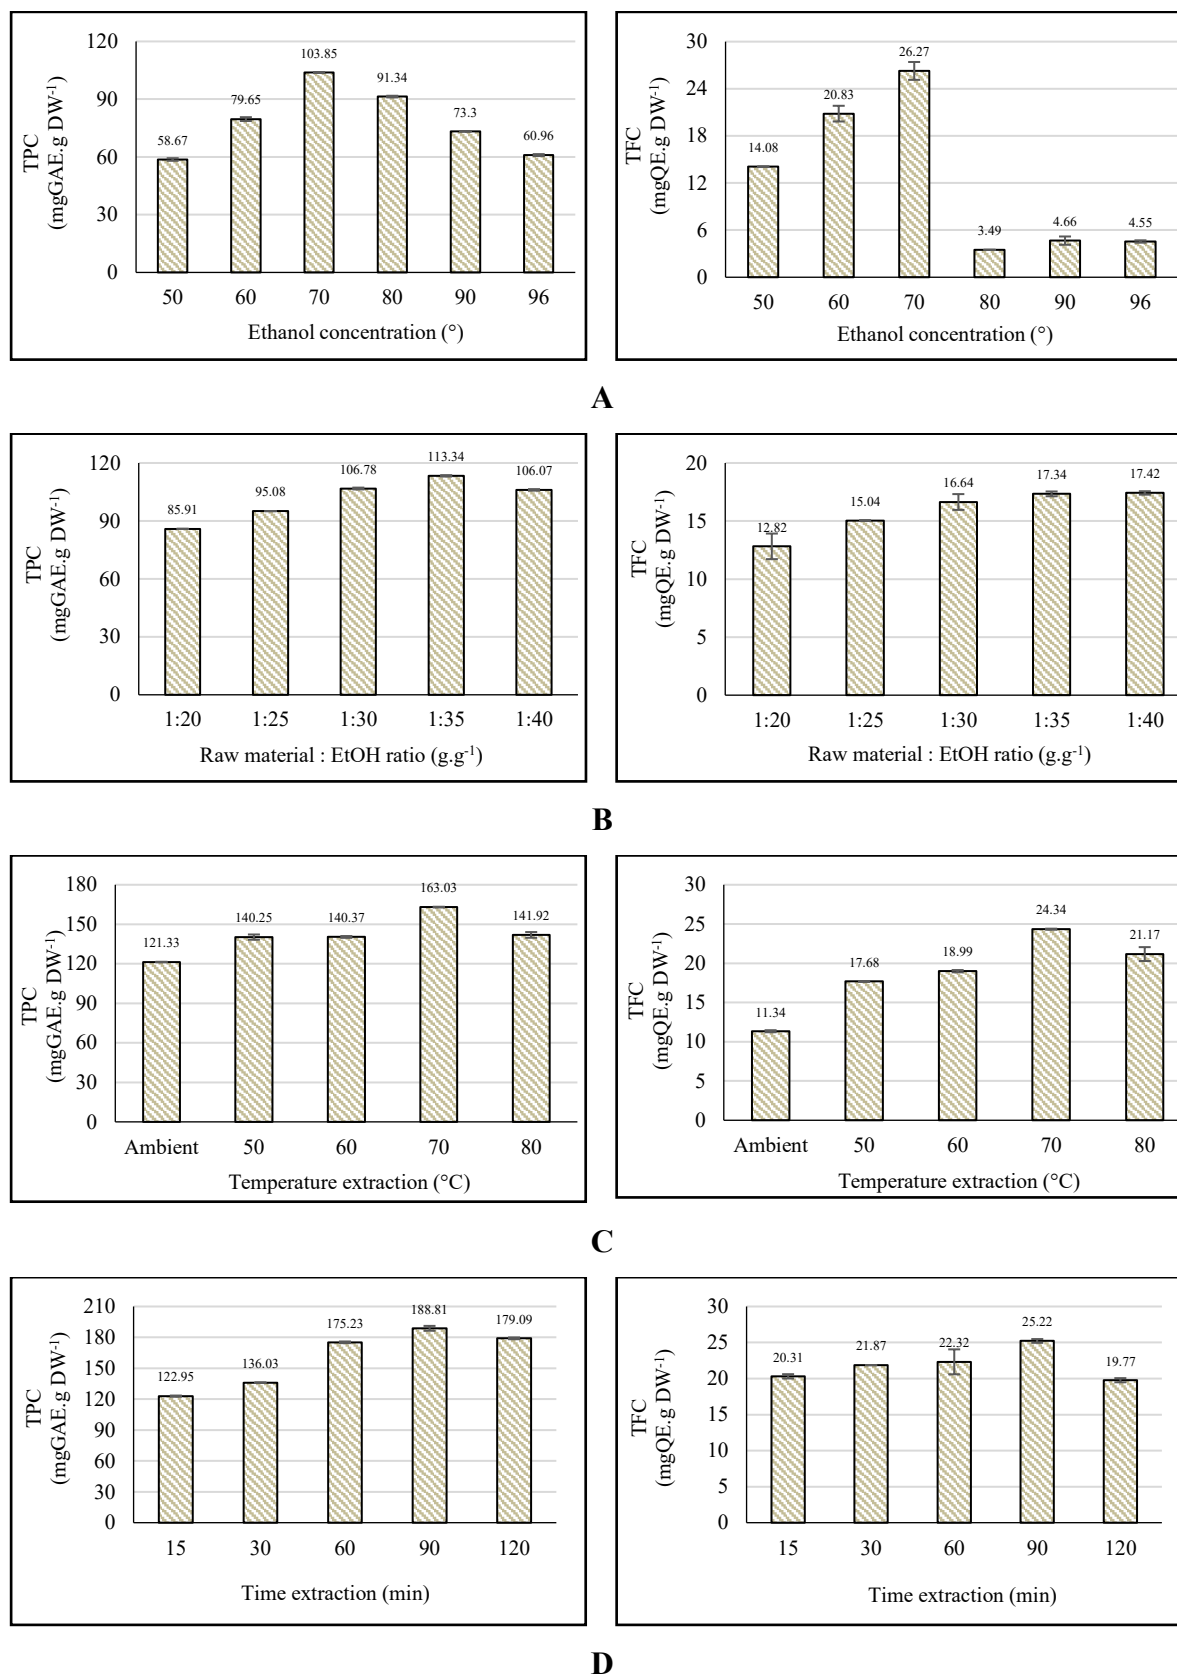 120
90
60
30
0
TPC
(mgGAE.g DW-1)
58.67
79.65
103.85
91.34
73.3
60.96
50 60 70 80 90 96
Ethanol concentration (°)
30
24
18
12
6
0
TFC
(mgQE.g DW-1)
14.08
20.83
26.27
3.49
4.66
4.55
50 60 70 80 90 96
Ethanol concentration (°)
A
120
90
60
30
0
TPC
(mgGAE.g DW-1)
85.91
95.08
106.78
113.34
106.07
1:20 1:25 1:30 1:35 1:40
Raw material : EtOH ratio (g.g-1)
20
15
10
5
0
TFC
(mgQE.g DW-1)
12.82
15.04
16.64
17.34
17.42
1:20 1:25 1:30 1:35 1:40
Raw material : EtOH ratio (g.g-1)
B
180
150
120
90
60
30
0
TPC
(mgGAE.g DW-1)
121.33
140.25
140.37
163.03
141.92
Ambient 50 60 70 80
Temperature extraction (°C)
30
25
20
15
10
5
0
TFC
(mgQE.g DW-1)
11.34
17.68
18.99
24.34
21.17
Ambient 50 60 70 80
Temperature extraction (°C)
C
210
180
150
120
90
60
30
0
TPC
(mgGAE.g DW-1)
122.95
136.03
175.23
188.81
179.09
15 30 60 90 120
Time extraction (min)
30
25
20
15
10
5
0
TFC
(mgQE.g DW-1)
20.31
21.87
22.32
25.22
19.77
15 30 60 90 120
Time extraction (min)
D